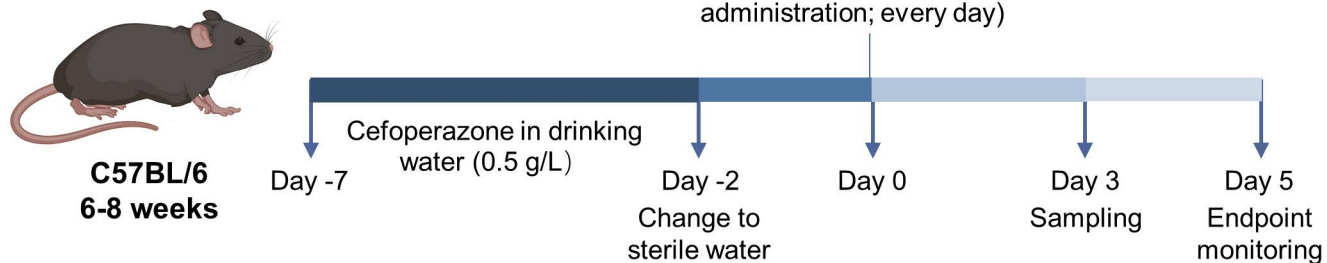 administration; every day)
Cefoperazone in drinking
water (0.5 g/L)
C57BL/6
6-8 weeks
Day -7
Day -2
Change to
sterile water
Day 0
Day 3
Sampling
Day 5
Endpoint
monitoring